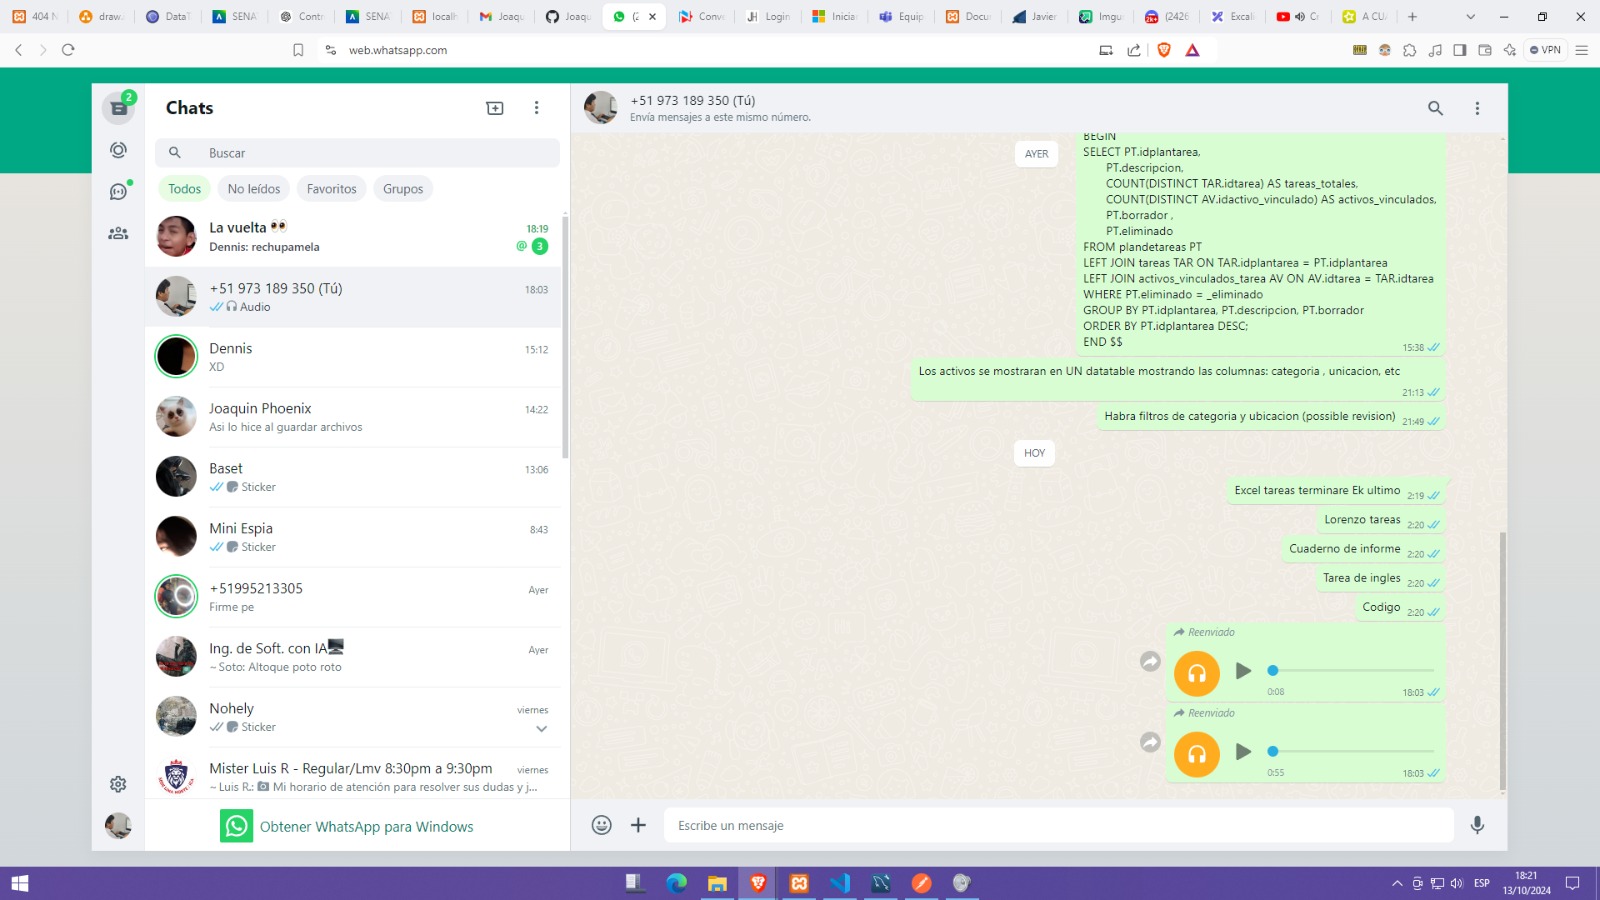 404 N
draw.
DataT
SENA
Contr
SENA
localh
Joaqu
Joaqu
(2
Conve
Login
Inicia
Equip
Docu
Javier
Imgu
(2426
Excali
Cr
A CUA
web.whatsapp.com
VPN
2
Chats
Buscar
Todos
No leídos
Favoritos
Grupos
La vuelta 👀
18:19
Dennis: rechupamela
@ 3
+51 973 189 350 (Tú)
18:03
Audio
Dennis
15:12
XD
Joaquin Phoenix
14:22
Asi lo hice al guardar archivos
Baset
13:06
Sticker
Mini Espia
8:43
Sticker
+51995213305
Ayer
Firme pe
Ing. de Soft. con IA🖥️
Ayer
~ Soto: Altoque poto roto
Nohely
viernes
Sticker
Mister Luis R - Regular/Lmv 8:30pm a 9:30pm
viernes
~ Luis R.: 📷 Mi horario de atención para resolver sus dudas y j...
Obtener WhatsApp para Windows
+51 973 189 350 (Tú)
Envía mensajes a este mismo número.
AYER
BEGIN
SELECT PT.idplantarea,
PT.descripcion,
COUNT(DISTINCT TAR.idtarea) AS tareas_totales,
COUNT(DISTINCT AV.idactivo_vinculado) AS activos_vinculados,
PT.borrador ,
PT.eliminado
FROM plandetareas PT
LEFT JOIN tareas TAR ON TAR.idplantarea = PT.idplantarea
LEFT JOIN activos_vinculados_tarea AV ON AV.idtarea = TAR.idtarea
WHERE PT.eliminado = _eliminado
GROUP BY PT.idplantarea, PT.descripcion, PT.borrador
ORDER BY PT.idplantarea DESC;
END $$
15:38
Los activos se mostraran en UN datatable mostrando las columnas: categoria , unicacion, etc
21:13
Habra filtros de categoria y ubicacion (possible revision)
21:49
HOY
Excel tareas terminare Ek ultimo
2:19
Lorenzo tareas
2:20
Cuaderno de informe
2:20
Tarea de ingles
2:20
Codigo
2:20
Reenviado
0:08
18:03
Reenviado
0:55
18:03
Escribe un mensaje
ESP
18:21
13/10/2024